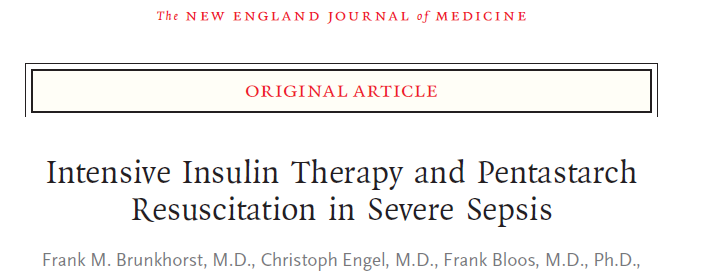 The NEW ENGLAND JOURNAL of MEDICINE
ORIGINAL ARTICLE
Intensive Insulin Therapy and Pentastarch
Resuscitation in Severe Sepsis
Frank M. Brunkhorst, M.D., Christoph Engel, M.D., Frank Bloos, M.D., Ph.D.,